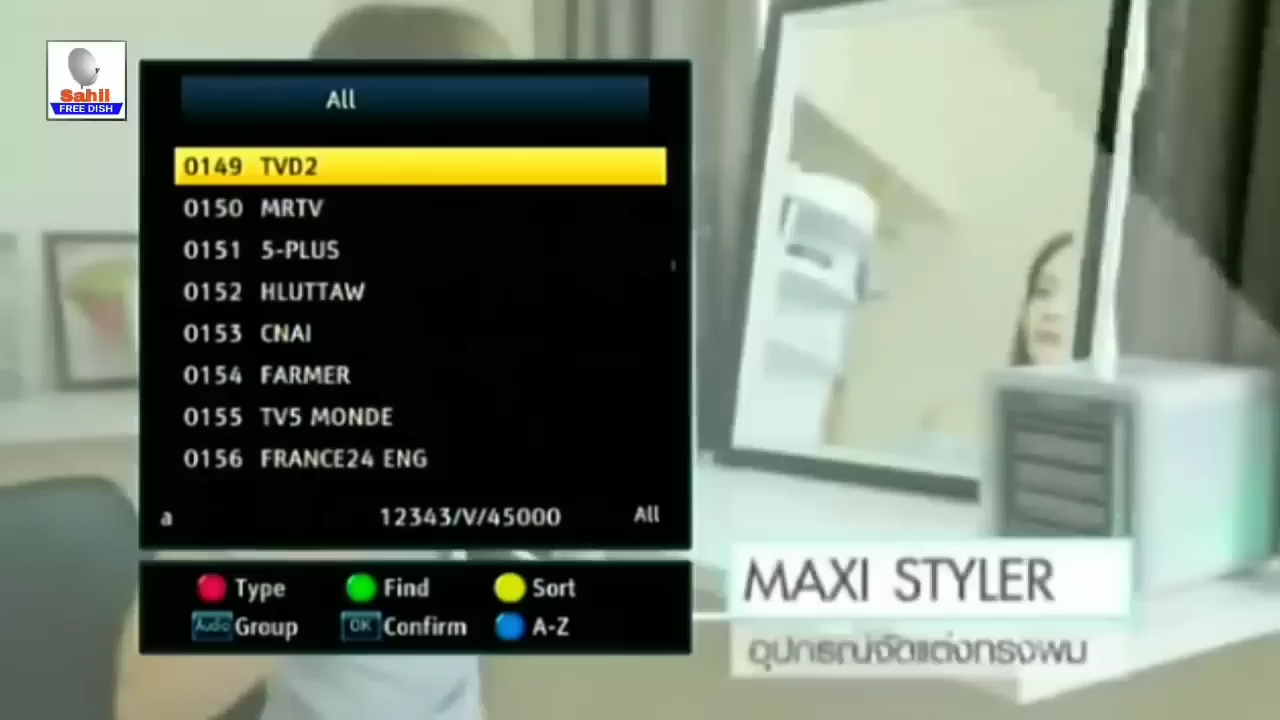 Sahil
FREE DISH
All
0149 TVD2
0150 MRTV
0151 5-PLUS
0152 HLUTTAW
0153 CNAI
0154 FARMER
0155 TV5 MONDE
0156 FRANCE24 ENG
a 12343/V/45000 All
Type Find Sort
Audio Group OK Confirm A-Z
MAXI STYLER
อุปกรณ์จัดแต่งทรงผม